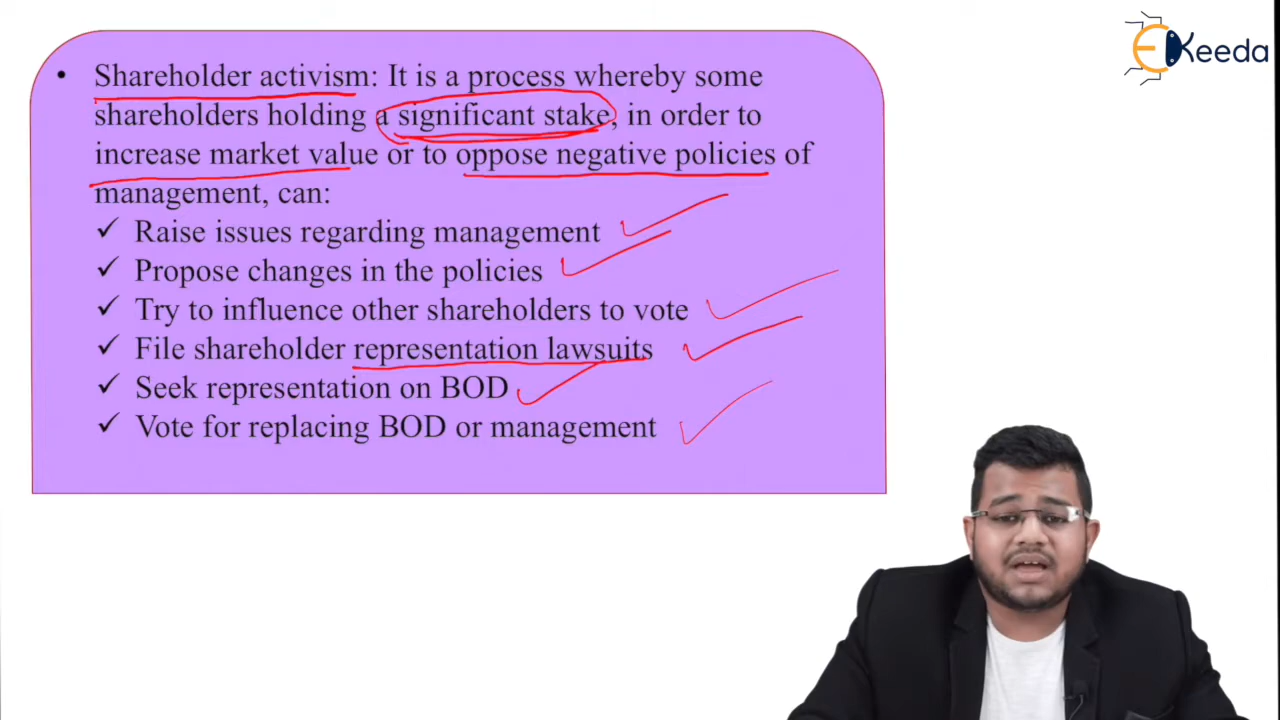 EKeeda
• Shareholder activism: It is a process whereby some
shareholders holding a significant stake, in order to
increase market value or to oppose negative policies of
management, can:
✓ Raise issues regarding management
✓ Propose changes in the policies
✓ Try to influence other shareholders to vote
✓ File shareholder representation lawsuits
✓ Seek representation on BOD
✓ Vote for replacing BOD or management